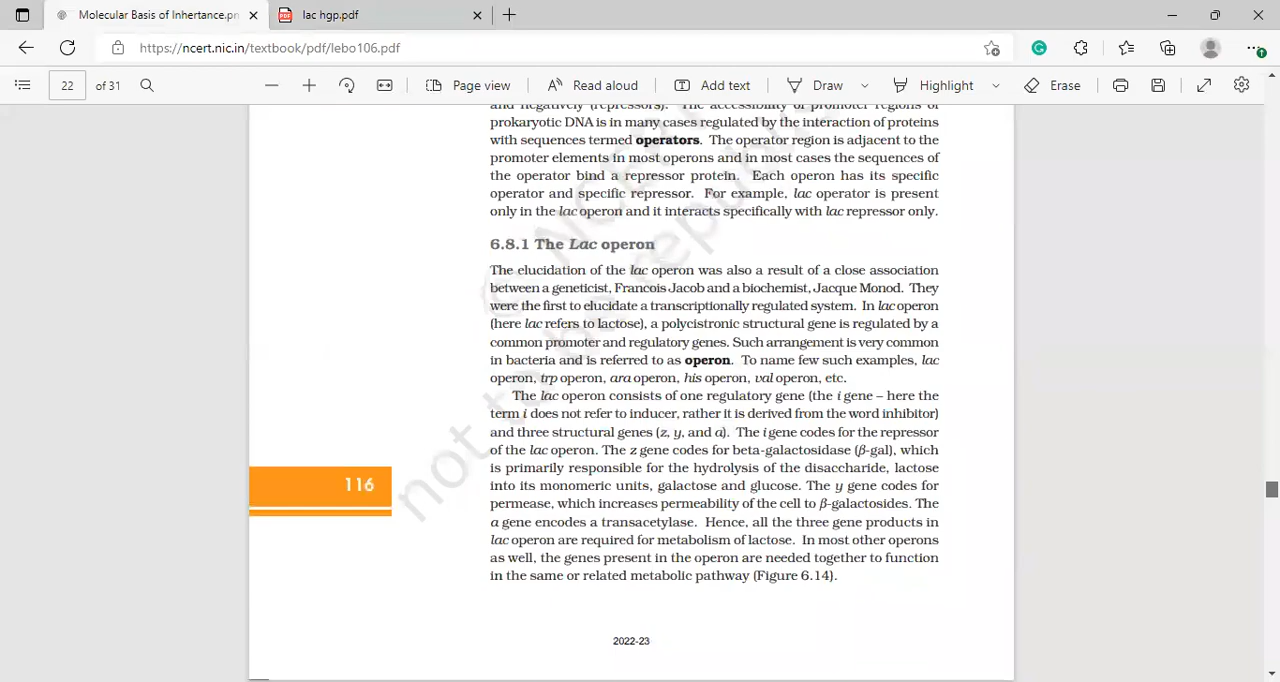 Molecular Basis of Inhertance.pn
lac hgp.pdf
https://ncert.nic.in/textbook/pdf/lebo106.pdf
22 of 31
Page view
Read aloud
Add text
Draw
Highlight
Erase
and negatively (repressors). The accessibility of promoter regions of
prokaryotic DNA is in many cases regulated by the interaction of proteins
with sequences termed operators. The operator region is adjacent to the
promoter elements in most operons and in most cases the sequences of
the operator bind a repressor protein. Each operon has its specific
operator and specific repressor. For example, lac operator is present
only in the lac operon and it interacts specifically with lac repressor only.
6.8.1 The Lac operon
The elucidation of the lac operon was also a result of a close association
between a geneticist, Francois Jacob and a biochemist, Jacque Monod. They
were the first to elucidate a transcriptionally regulated system. In lac operon
(here lac refers to lactose), a polycistronic structural gene is regulated by a
common promoter and regulatory genes. Such arrangement is very common
in bacteria and is referred to as operon. To name few such examples, lac
operon, trp operon, ara operon, his operon, val operon, etc.
The lac operon consists of one regulatory gene (the i gene – here the
term i does not refer to inducer, rather it is derived from the word inhibitor)
and three structural genes (z, y, and a). The i gene codes for the repressor
of the lac operon. The z gene codes for beta-galactosidase (β-gal), which
is primarily responsible for the hydrolysis of the disaccharide, lactose
into its monomeric units, galactose and glucose. The y gene codes for
permease, which increases permeability of the cell to β-galactosides. The
a gene encodes a transacetylase. Hence, all the three gene products in
lac operon are required for metabolism of lactose. In most other operons
as well, the genes present in the operon are needed together to function
in the same or related metabolic pathway (Figure 6.14).
116
2022-23
© NCERT
not to be republi